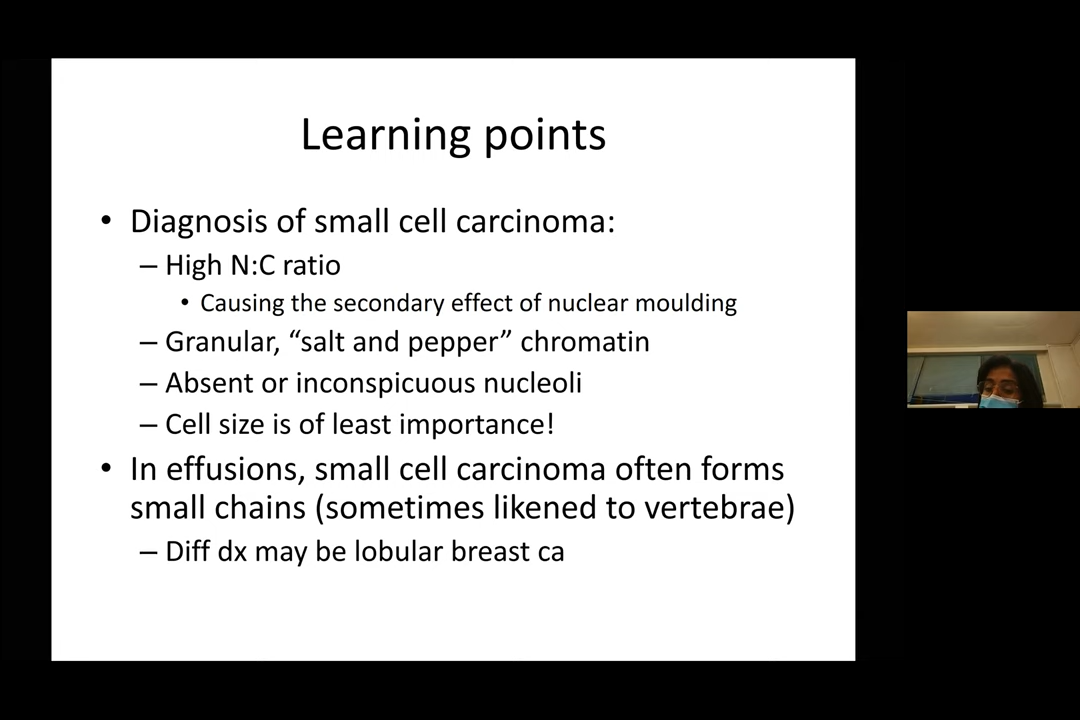 Learning points
• Diagnosis of small cell carcinoma:
– High N:C ratio
• Causing the secondary effect of nuclear moulding
– Granular, “salt and pepper” chromatin
– Absent or inconspicuous nucleoli
– Cell size is of least importance!
• In effusions, small cell carcinoma often forms
small chains (sometimes likened to vertebrae)
– Diff dx may be lobular breast ca